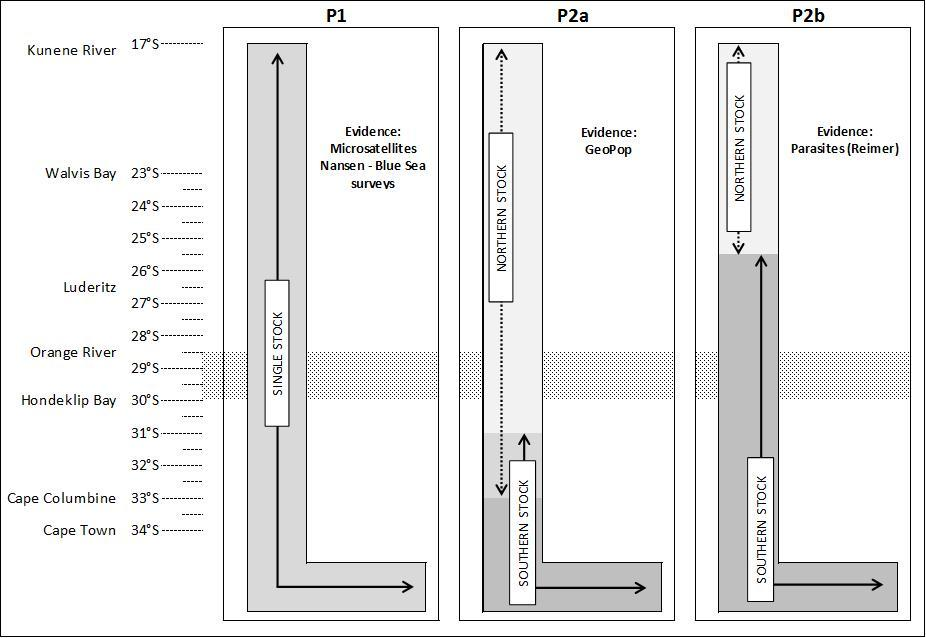 P1
P2a
P2b
Kunene River 17°S
Walvis Bay 23°S
24°S
25°S
26°S
Luderitz
27°S
28°S
Orange River
29°S
Hondeklip Bay 30°S
31°S
32°S
Cape Columbine 33°S
Cape Town 34°S
Evidence:
Microsatellites
Nansen - Blue Sea
surveys
SINGLE STOCK
Evidence:
GeoPop
NORTHERN STOCK
SOUTHERN STOCK
Evidence:
Parasites (Reimer)
NORTHERN STOCK
SOUTHERN STOCK